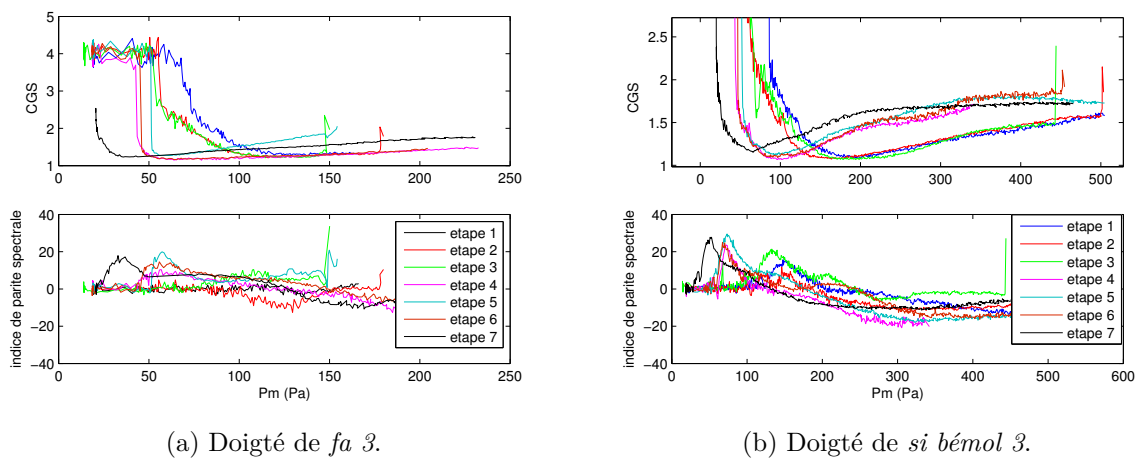 5
4
3
2
1
CGS
0 50 100 150 200 250
40
20
0
−20
−40
indice de parite spectrale
0 50 100 150 200 250
Pm (Pa)
etape 1
etape 2
etape 3
etape 4
etape 5
etape 6
etape 7
(a) Doigté de fa 3.
2.5
2
1.5
1
CGS
0 100 200 300 400 500
40
20
0
−20
−40
indice de parite spectrale
0 100 200 300 400 500 600
Pm (Pa)
etape 1
etape 2
etape 3
etape 4
etape 5
etape 6
etape 7
(b) Doigté de si bémol 3.